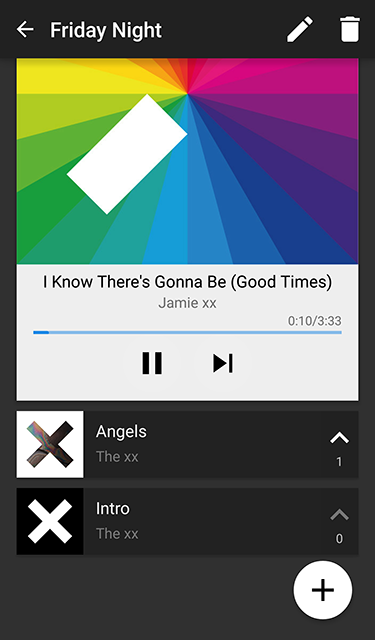 Friday Night
I Know There's Gonna Be (Good Times)
Jamie xx
0:10/3:33
Angels
The xx
1
Intro
The xx
0